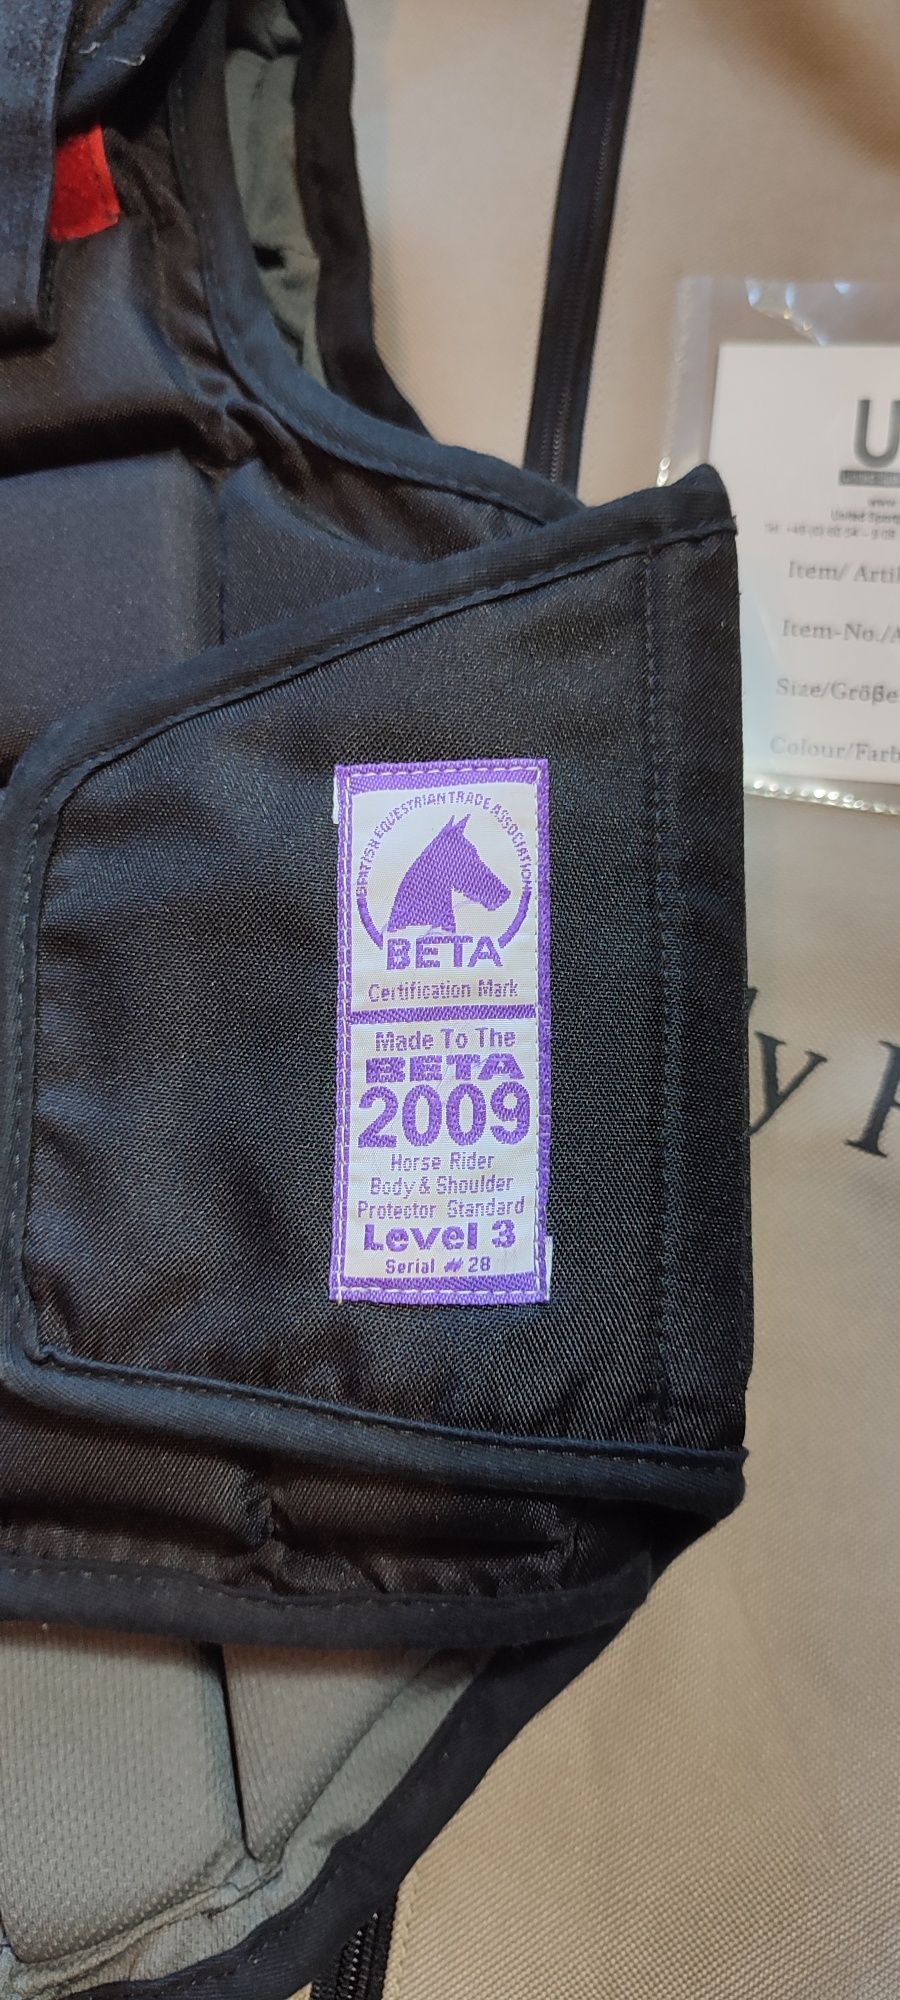 BRITISH EQUESTRIAN TRADE ASSOCIATION
BETA
Certification Mark
Made To The
BETA
2009
Horse Rider
Body & Shoulder
Protector Standard
Level 3
Serial # 28
U
www
Item/ Artik
Item-No./A
Size/Größe
Colour/Farb
y